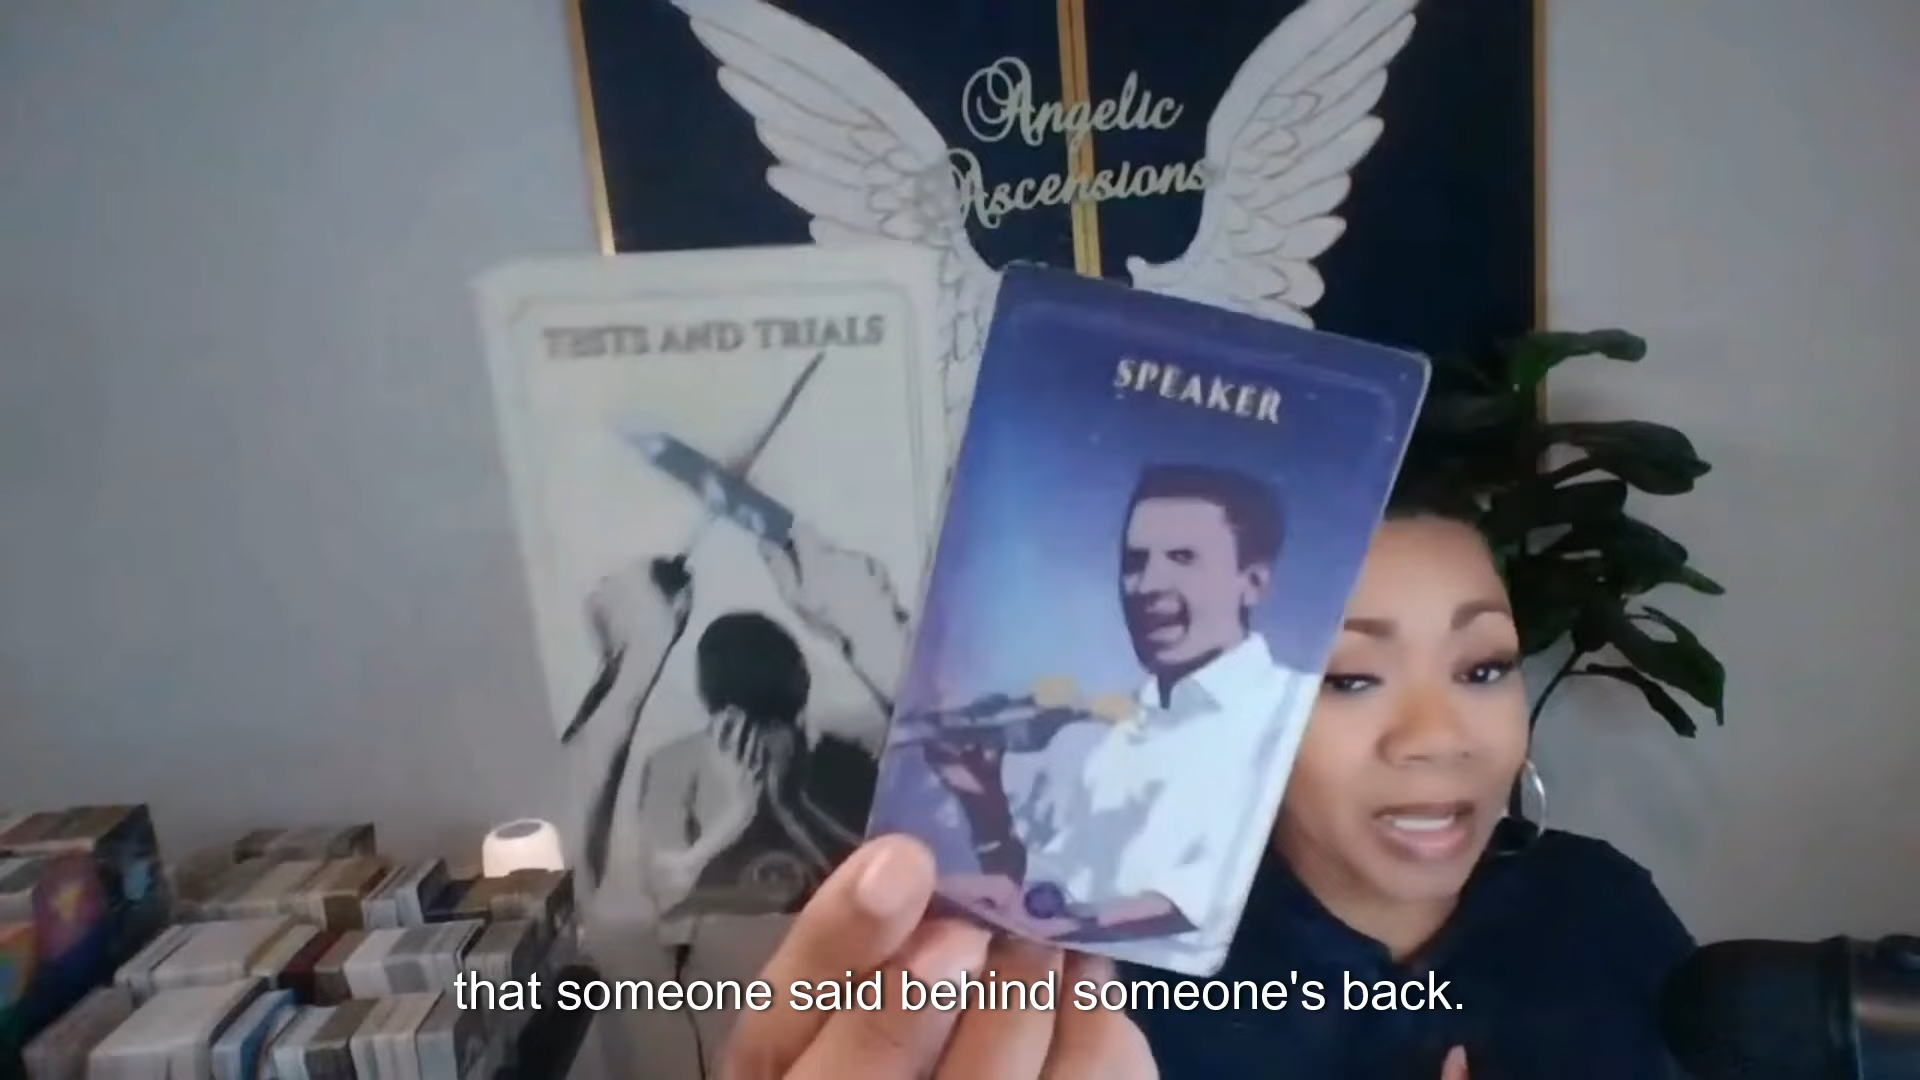 Angelic
Ascensions
TESTS AND TRIALS
SPEAKER
that someone said behind someone's back.